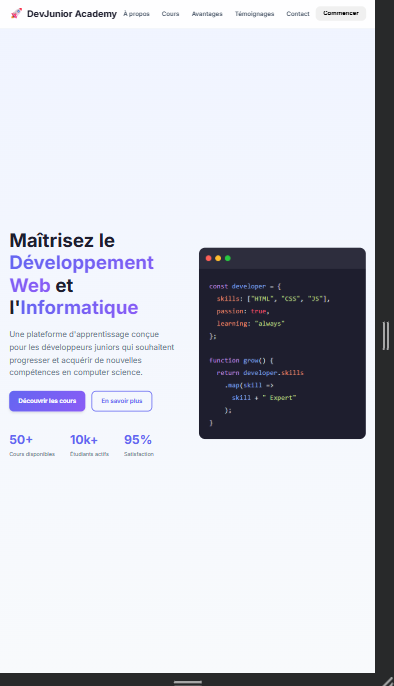 🚀 DevJunior Academy À propos Cours Avantages Témoignages Contact Commencer
Maîtrisez le
Développement
Web et
l'Informatique
Une plateforme d'apprentissage conçue
pour les développeurs juniors qui souhaitent
progresser et acquérir de nouvelles
compétences en computer science.
Découvrir les cours En savoir plus
50+ 10k+ 95%
Cours disponibles Étudiants actifs Satisfaction
const developer = {
skills: ["HTML", "CSS", "JS"],
passion: true,
learning: "always"
};
function grow() {
return developer.skills
.map(skill =>
skill + " Expert"
);
}